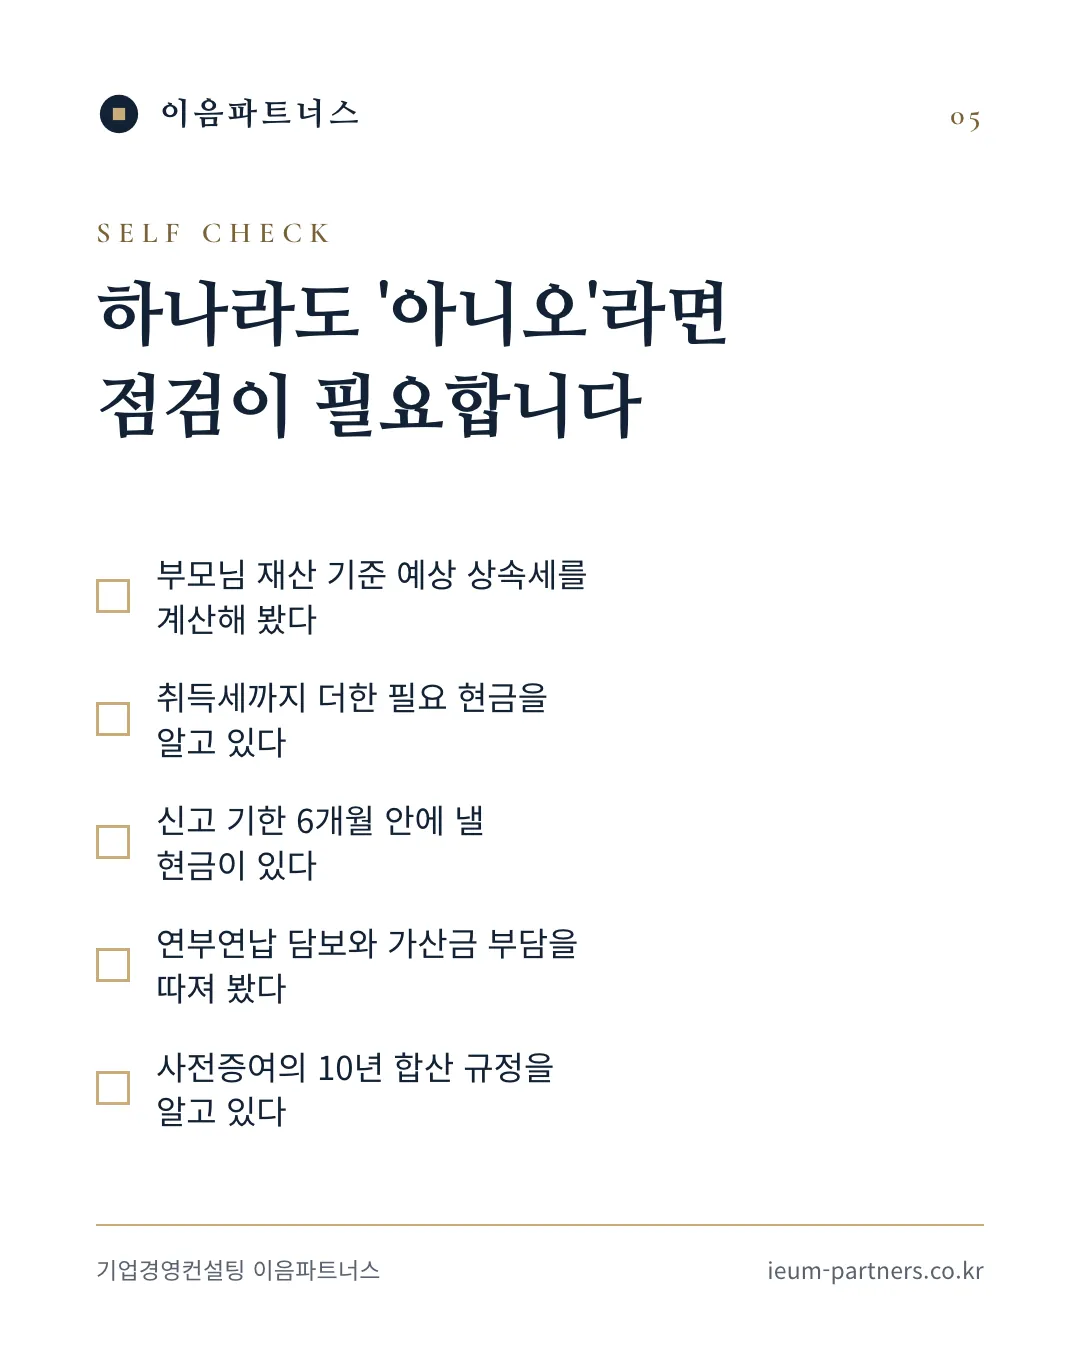 이음파트너스
05
SELF CHECK
하나라도 '아니오'라면
점검이 필요합니다
부모님 재산 기준 예상 상속세를
계산해 봤다
취득세까지 더한 필요 현금을
알고 있다
신고 기한 6개월 안에 낼
현금이 있다
연부연납 담보와 가산금 부담을
따져 봤다
사전증여의 10년 합산 규정을
알고 있다
기업경영컨설팅 이음파트너스
ieum-partners.co.kr